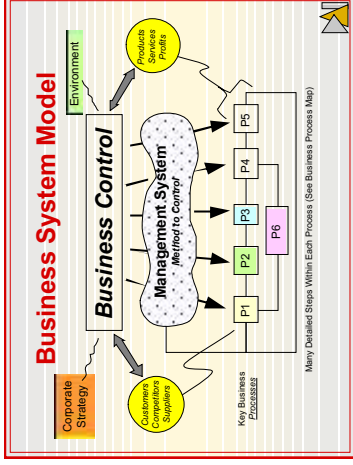 Business System Model
Corporate
Strategy
Environment
Business Control
Customers
Competitors
Suppliers
Products
Services
Profits
Management System
Method to Control
Key Business
Processes
P1
P2
P3
P4
P5
P6
Many Detailed Steps Within Each Process (See Business Process Map)